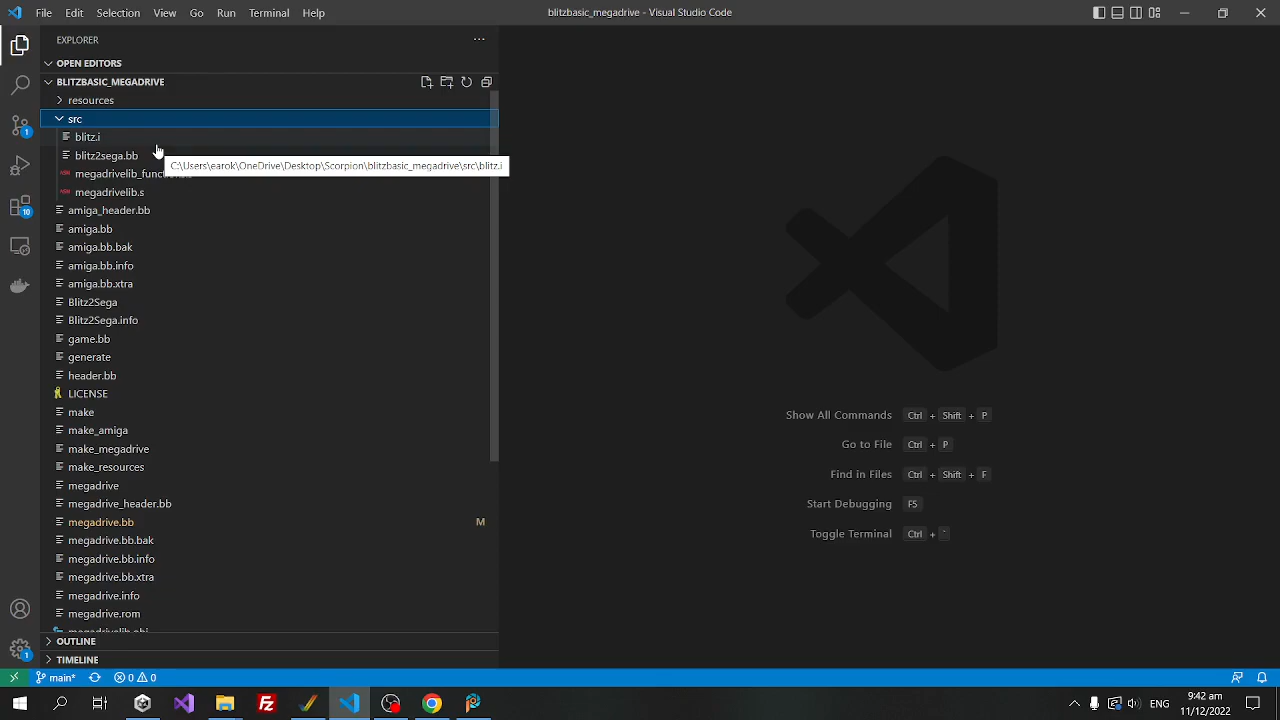 File Edit Selection View Go Run Terminal Help
blitzbasic_megadrive - Visual Studio Code
EXPLORER
OPEN EDITORS
BLITZBASIC_MEGADRIVE
resources
src
blitz.i
blitz2sega.bb
C:\Users\earok\OneDrive\Desktop\Scorpion\blitzbasic_megadrive\src\blitz.i
megadrivelib.s
amiga_header.bb
amiga.bb
amiga.bb.bak
amiga.bb.info
amiga.bb.xtra
Blitz2Sega
Blitz2Sega.info
game.bb
generate
header.bb
LICENSE
make
make_amiga
make_megadrive
make_resources
megadrive
megadrive_header.bb
megadrive.bb M
megadrive.bb.bak
megadrive.bb.info
megadrive.bb.xtra
megadrive.info
megadrive.rom
OUTLINE
TIMELINE
Show All Commands Ctrl + Shift + P
Go to File Ctrl + P
Find in Files Ctrl + Shift + F
Start Debugging F5
Toggle Terminal Ctrl + `
1
10
1
main* 0 0
9:42 am
11/12/2022